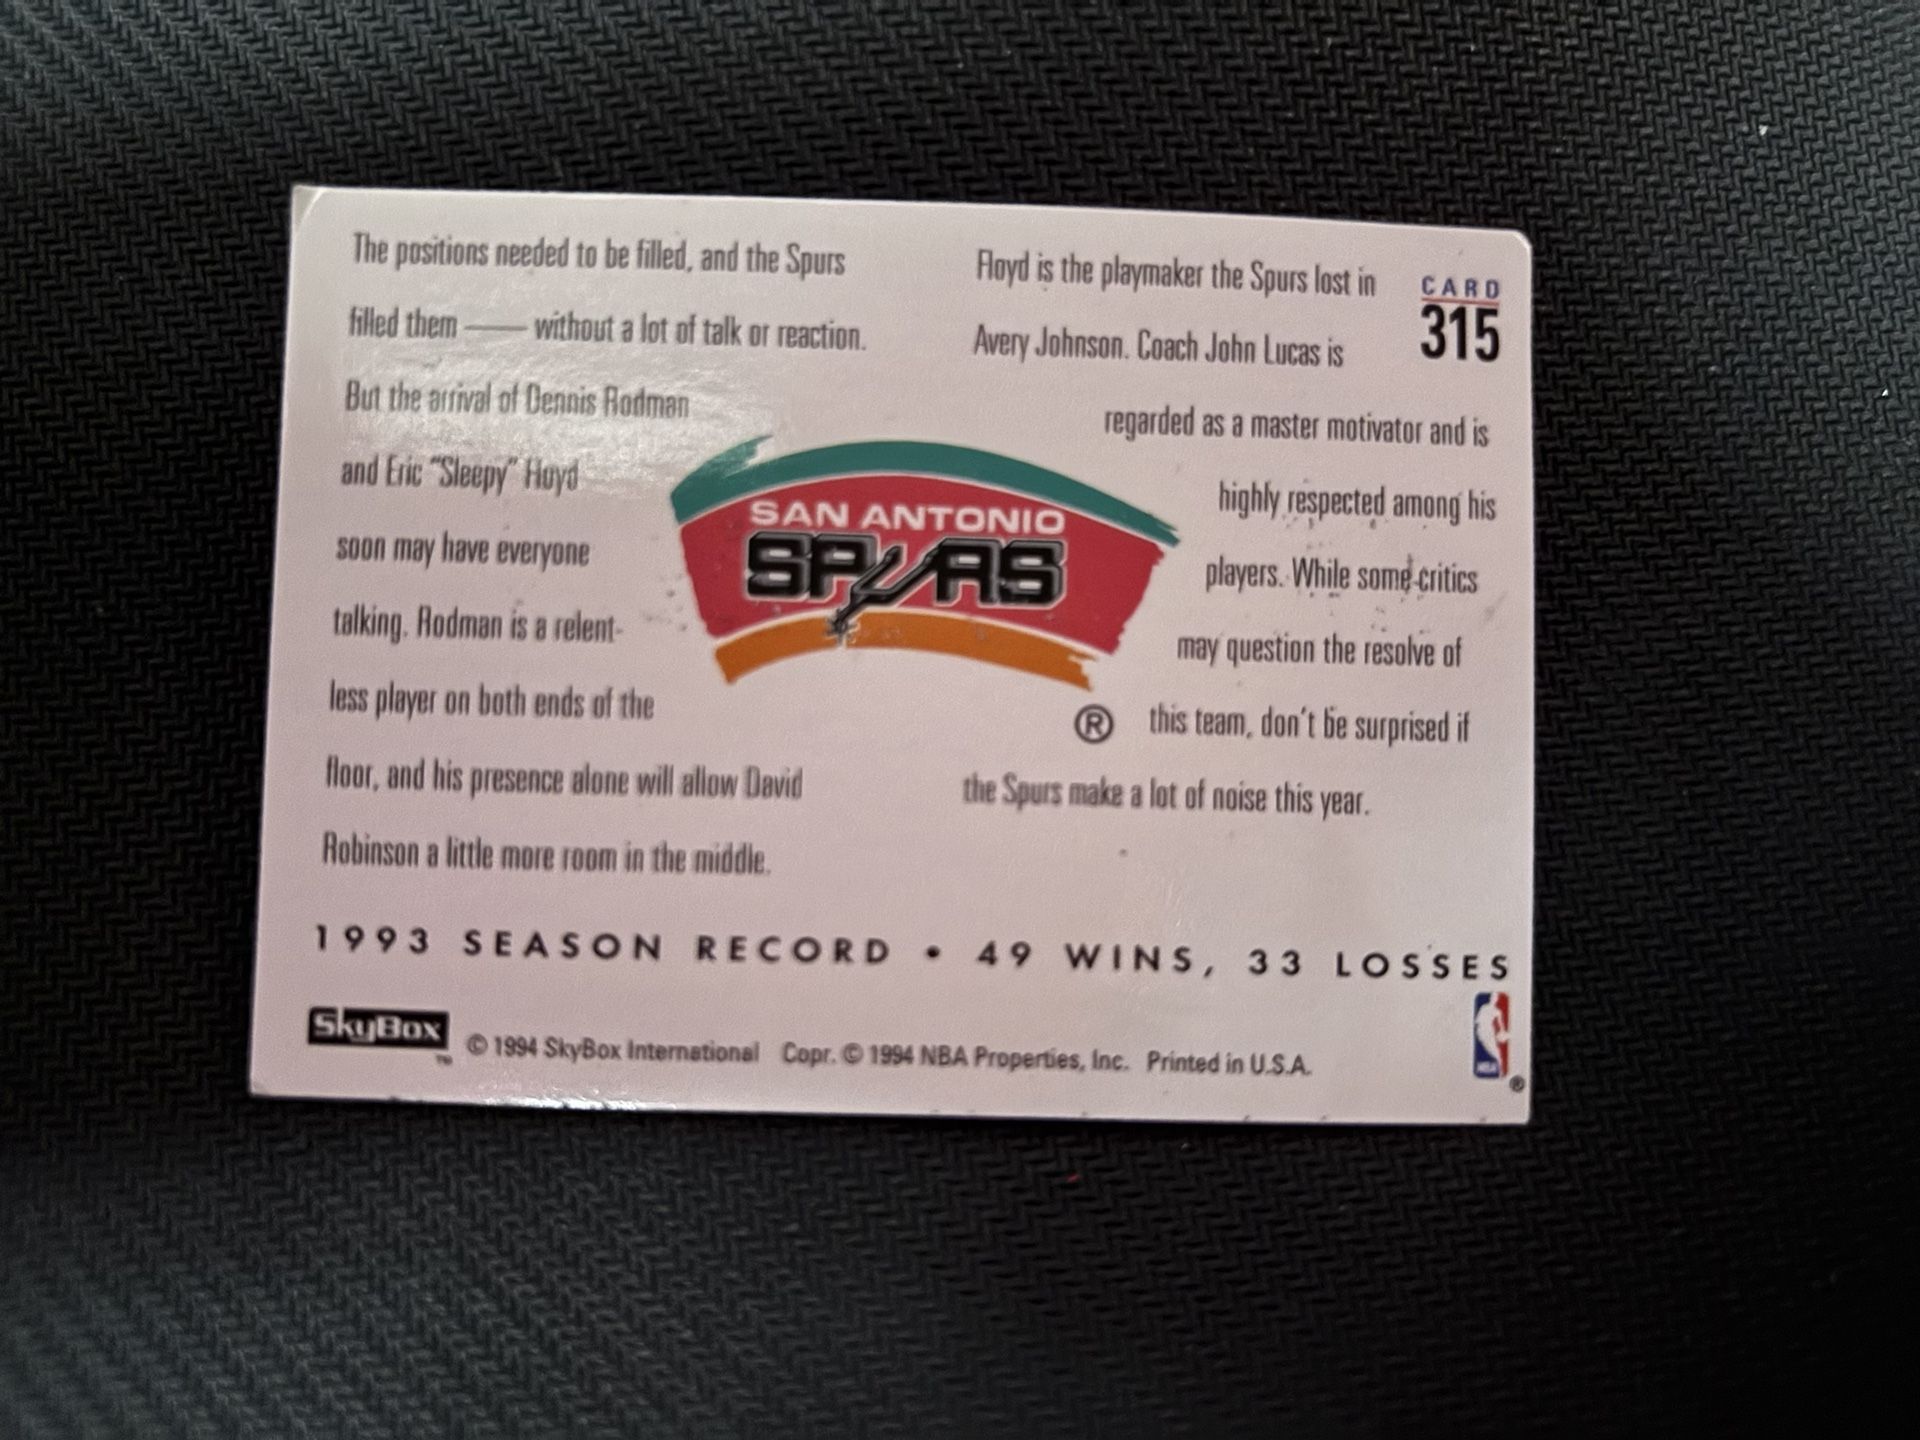 The positions needed to be filled, and the Spurs
filled them —— without a lot of talk or reaction.
But the arrival of Dennis Rodman
and Eric "Sleepy" Floyd
soon may have everyone
talking. Rodman is a relent-
less player on both ends of the
floor, and his presence alone will allow David
Robinson a little more room in the middle.
Floyd is the playmaker the Spurs lost in
Avery Johnson. Coach John Lucas is
regarded as a master motivator and is
highly respected among his
players. While some critics
may question the resolve of
this team, don't be surprised if
the Spurs make a lot of noise this year.
CARD
315
SAN ANTONIO
SPURS
®
1993 SEASON RECORD • 49 WINS, 33 LOSSES
SkyBox
™
© 1994 SkyBox International Copr. © 1994 NBA Properties, Inc. Printed in U.S.A.
NBA
®